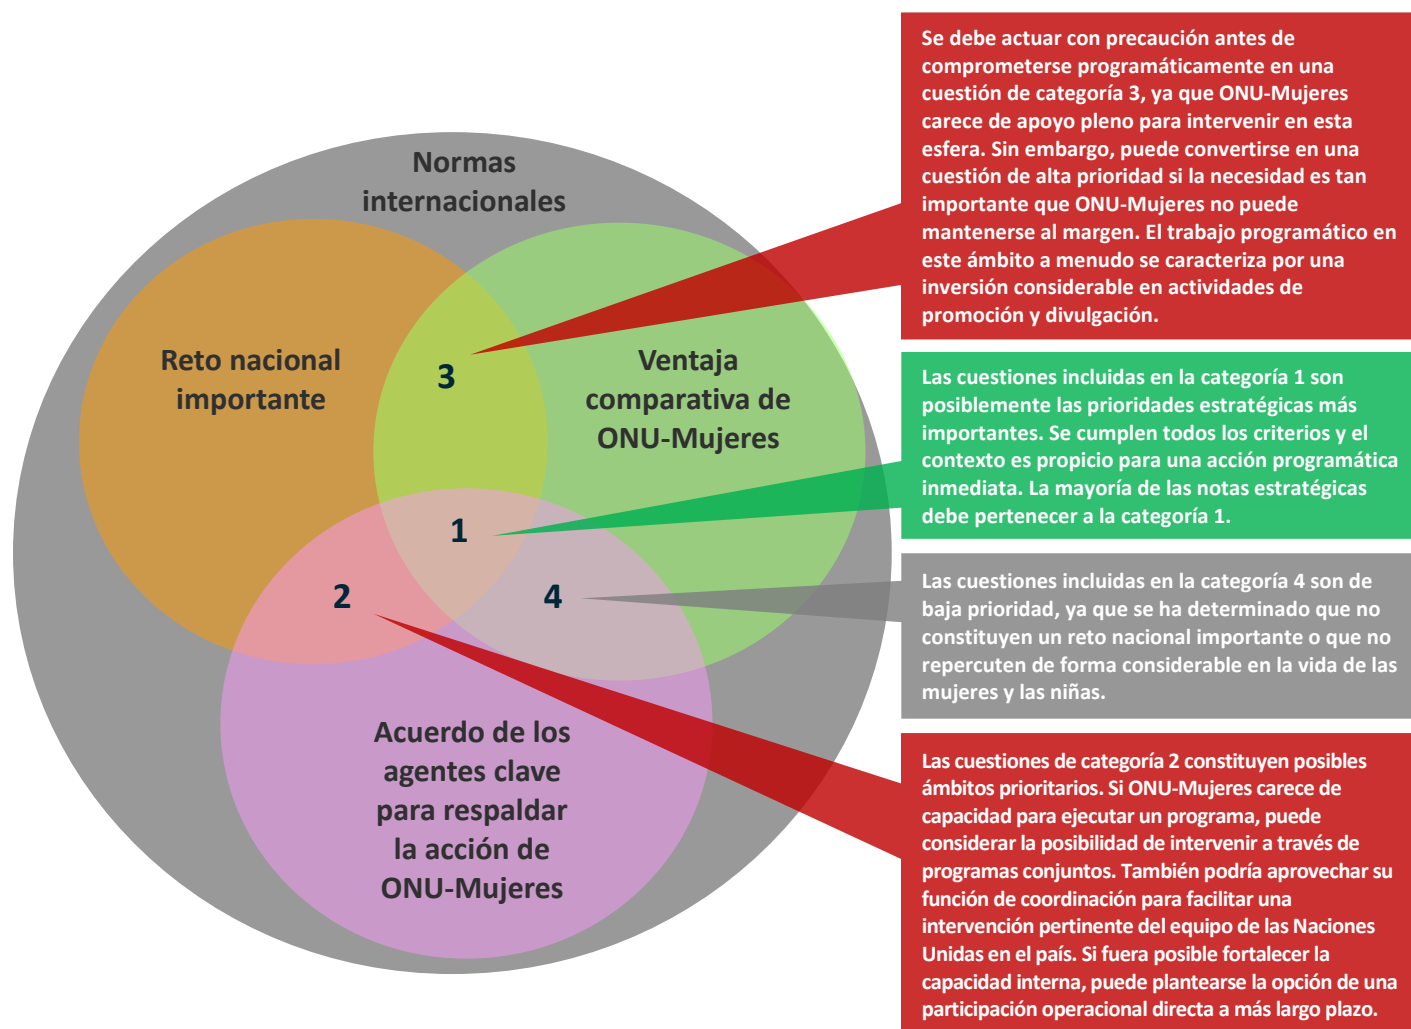 Normas
internacionales
Reto nacional
importante
3
Ventaja
comparativa de
ONU-Mujeres
1
2
4
Acuerdo de los
agentes clave
para respaldar
la acción de
ONU-Mujeres
Se debe actuar con precaución antes de
comprometerse programáticamente en una
cuestión de categoría 3, ya que ONU-Mujeres
carece de apoyo pleno para intervenir en esta
esfera. Sin embargo, puede convertirse en una
cuestión de alta prioridad si la necesidad es tan
importante que ONU-Mujeres no puede
mantenerse al margen. El trabajo programático en
este ámbito a menudo se caracteriza por una
inversión considerable en actividades de
promoción y divulgación.
Las cuestiones incluidas en la categoría 1 son
posiblemente las prioridades estratégicas más
importantes. Se cumplen todos los criterios y el
contexto es propicio para una acción programática
inmediata. La mayoría de las notas estratégicas
debe pertenecer a la categoría 1.
Las cuestiones incluidas en la categoría 4 son de
baja prioridad, ya que se ha determinado que no
constituyen un reto nacional importante o que no
repercuten de forma considerable en la vida de las
mujeres y las niñas.
Las cuestiones de categoría 2 constituyen posibles
ámbitos prioritarios. Si ONU-Mujeres carece de
capacidad para ejecutar un programa, puede
considerar la posibilidad de intervenir a través de
programas conjuntos. También podría aprovechar su
función de coordinación para facilitar una
intervención pertinente del equipo de las Naciones
Unidas en el país. Si fuera posible fortalecer la
capacidad interna, puede plantearse la opción de una
participación operacional directa a más largo plazo.